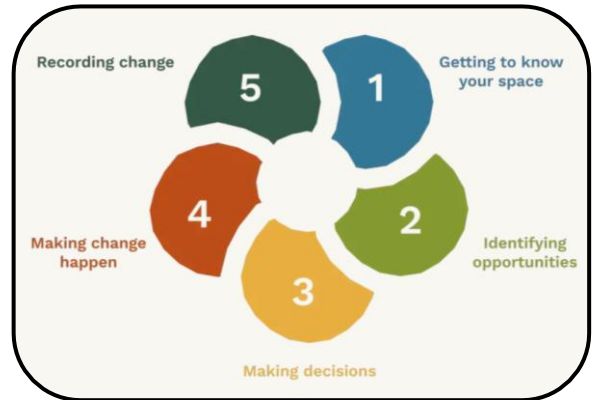 1
Getting to know
your space
2
Identifying
opportunities
3
Making decisions
4
Making change
happen
5
Recording change